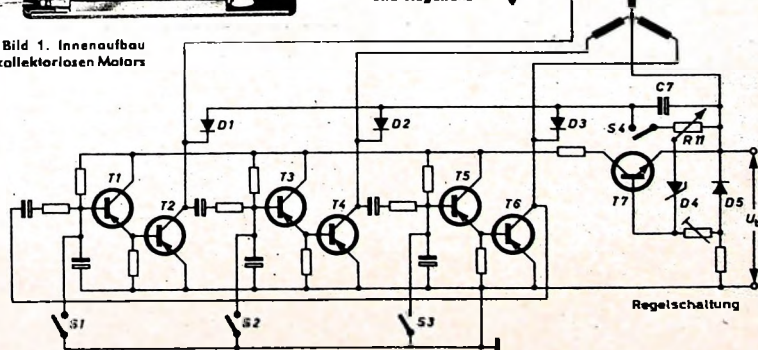 Bild 1. Innenaufbau
kollektorlosen Motors
C7
D1
D2
D3
S4
R11
T1
T3
T5
T2
T4
T6
T7
D4
D5
Regelschaltung
S1
S2
S3